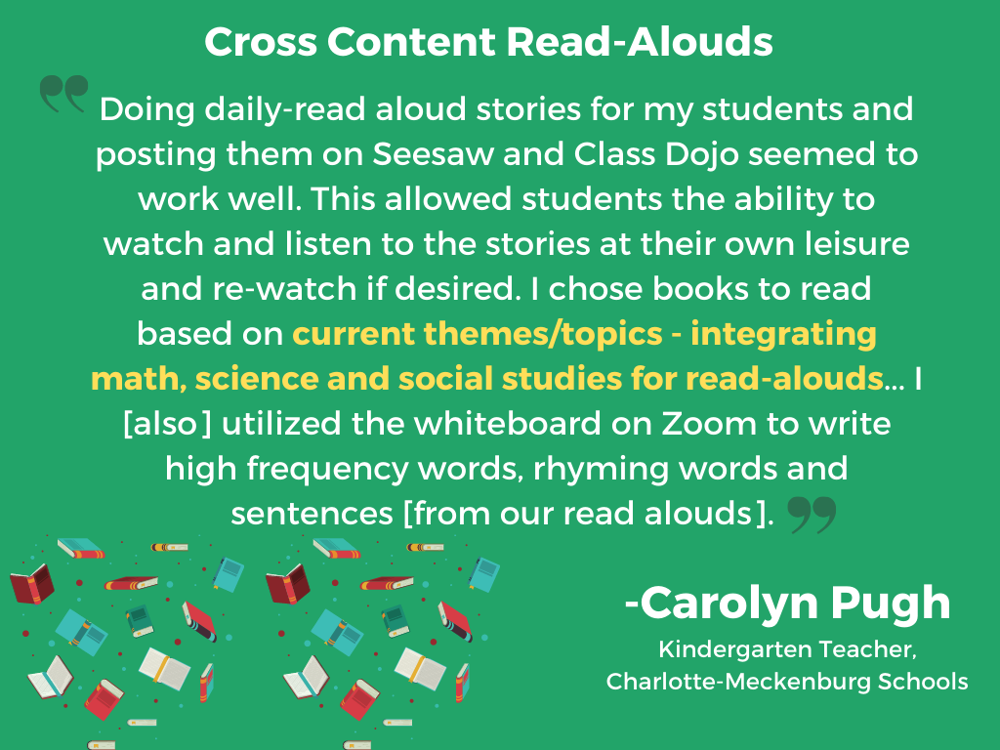 Cross Content Read-Alouds
❞ Doing daily-read aloud stories for my students and
posting them on Seesaw and Class Dojo seemed to
work well. This allowed students the ability to
watch and listen to the stories at their own leisure
and re-watch if desired. I chose books to read
based on current themes/topics - integrating
math, science and social studies for read-alouds... I
[also] utilized the whiteboard on Zoom to write
high frequency words, rhyming words and
sentences [from our read alouds]. ❞
-Carolyn Pugh
Kindergarten Teacher,
Charlotte-Meckenburg Schools